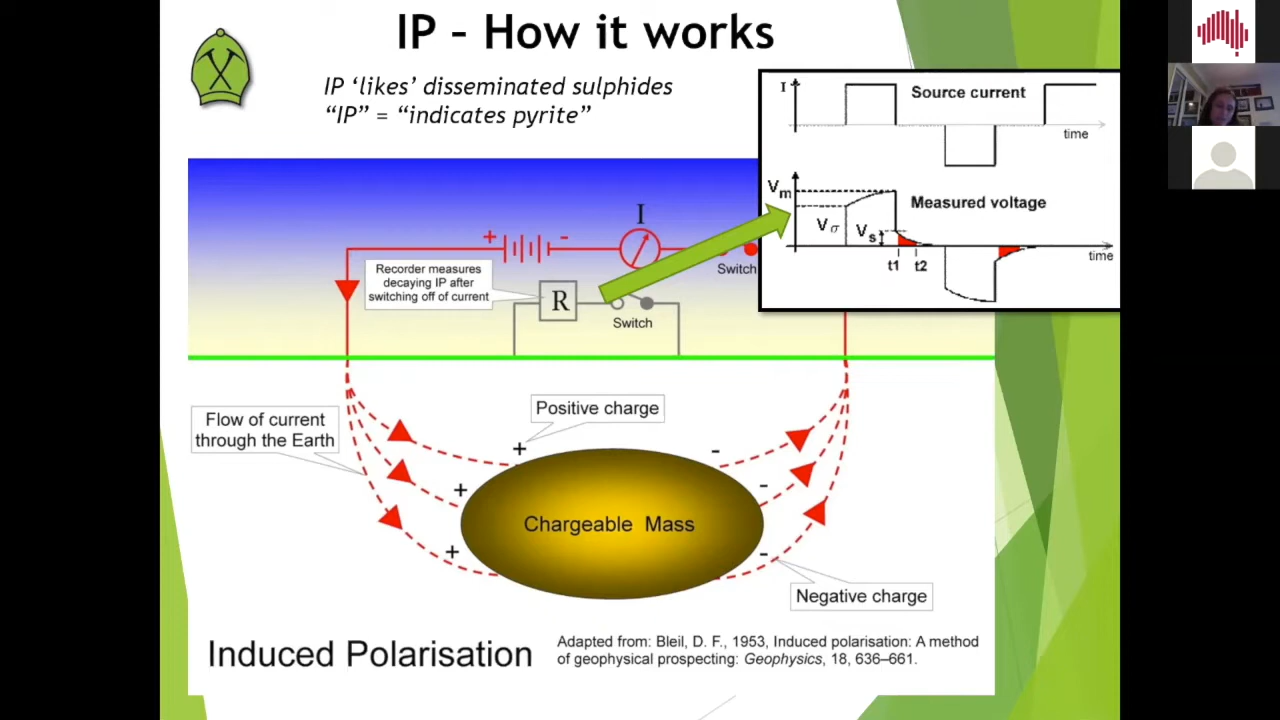 IP – How it works
IP ‘likes’ disseminated sulphides
“IP” = “indicates pyrite”
I
Source current
time
Vm
Vσ
Vs
Measured voltage
t1 t2
time
I
+ -
Switch
Recorder measures
decaying IP after
switching off of current
R
Switch
Flow of current
through the Earth
Positive charge
+ -
+ -
Chargeable Mass
+ -
Negative charge
Induced Polarisation
Adapted from: Bleil, D. F., 1953, Induced polarisation: A method
of geophysical prospecting: Geophysics, 18, 636–661.